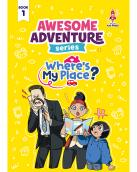 BOOK
1
AWESOME
ADVENTURE
series
Where's
My Place?